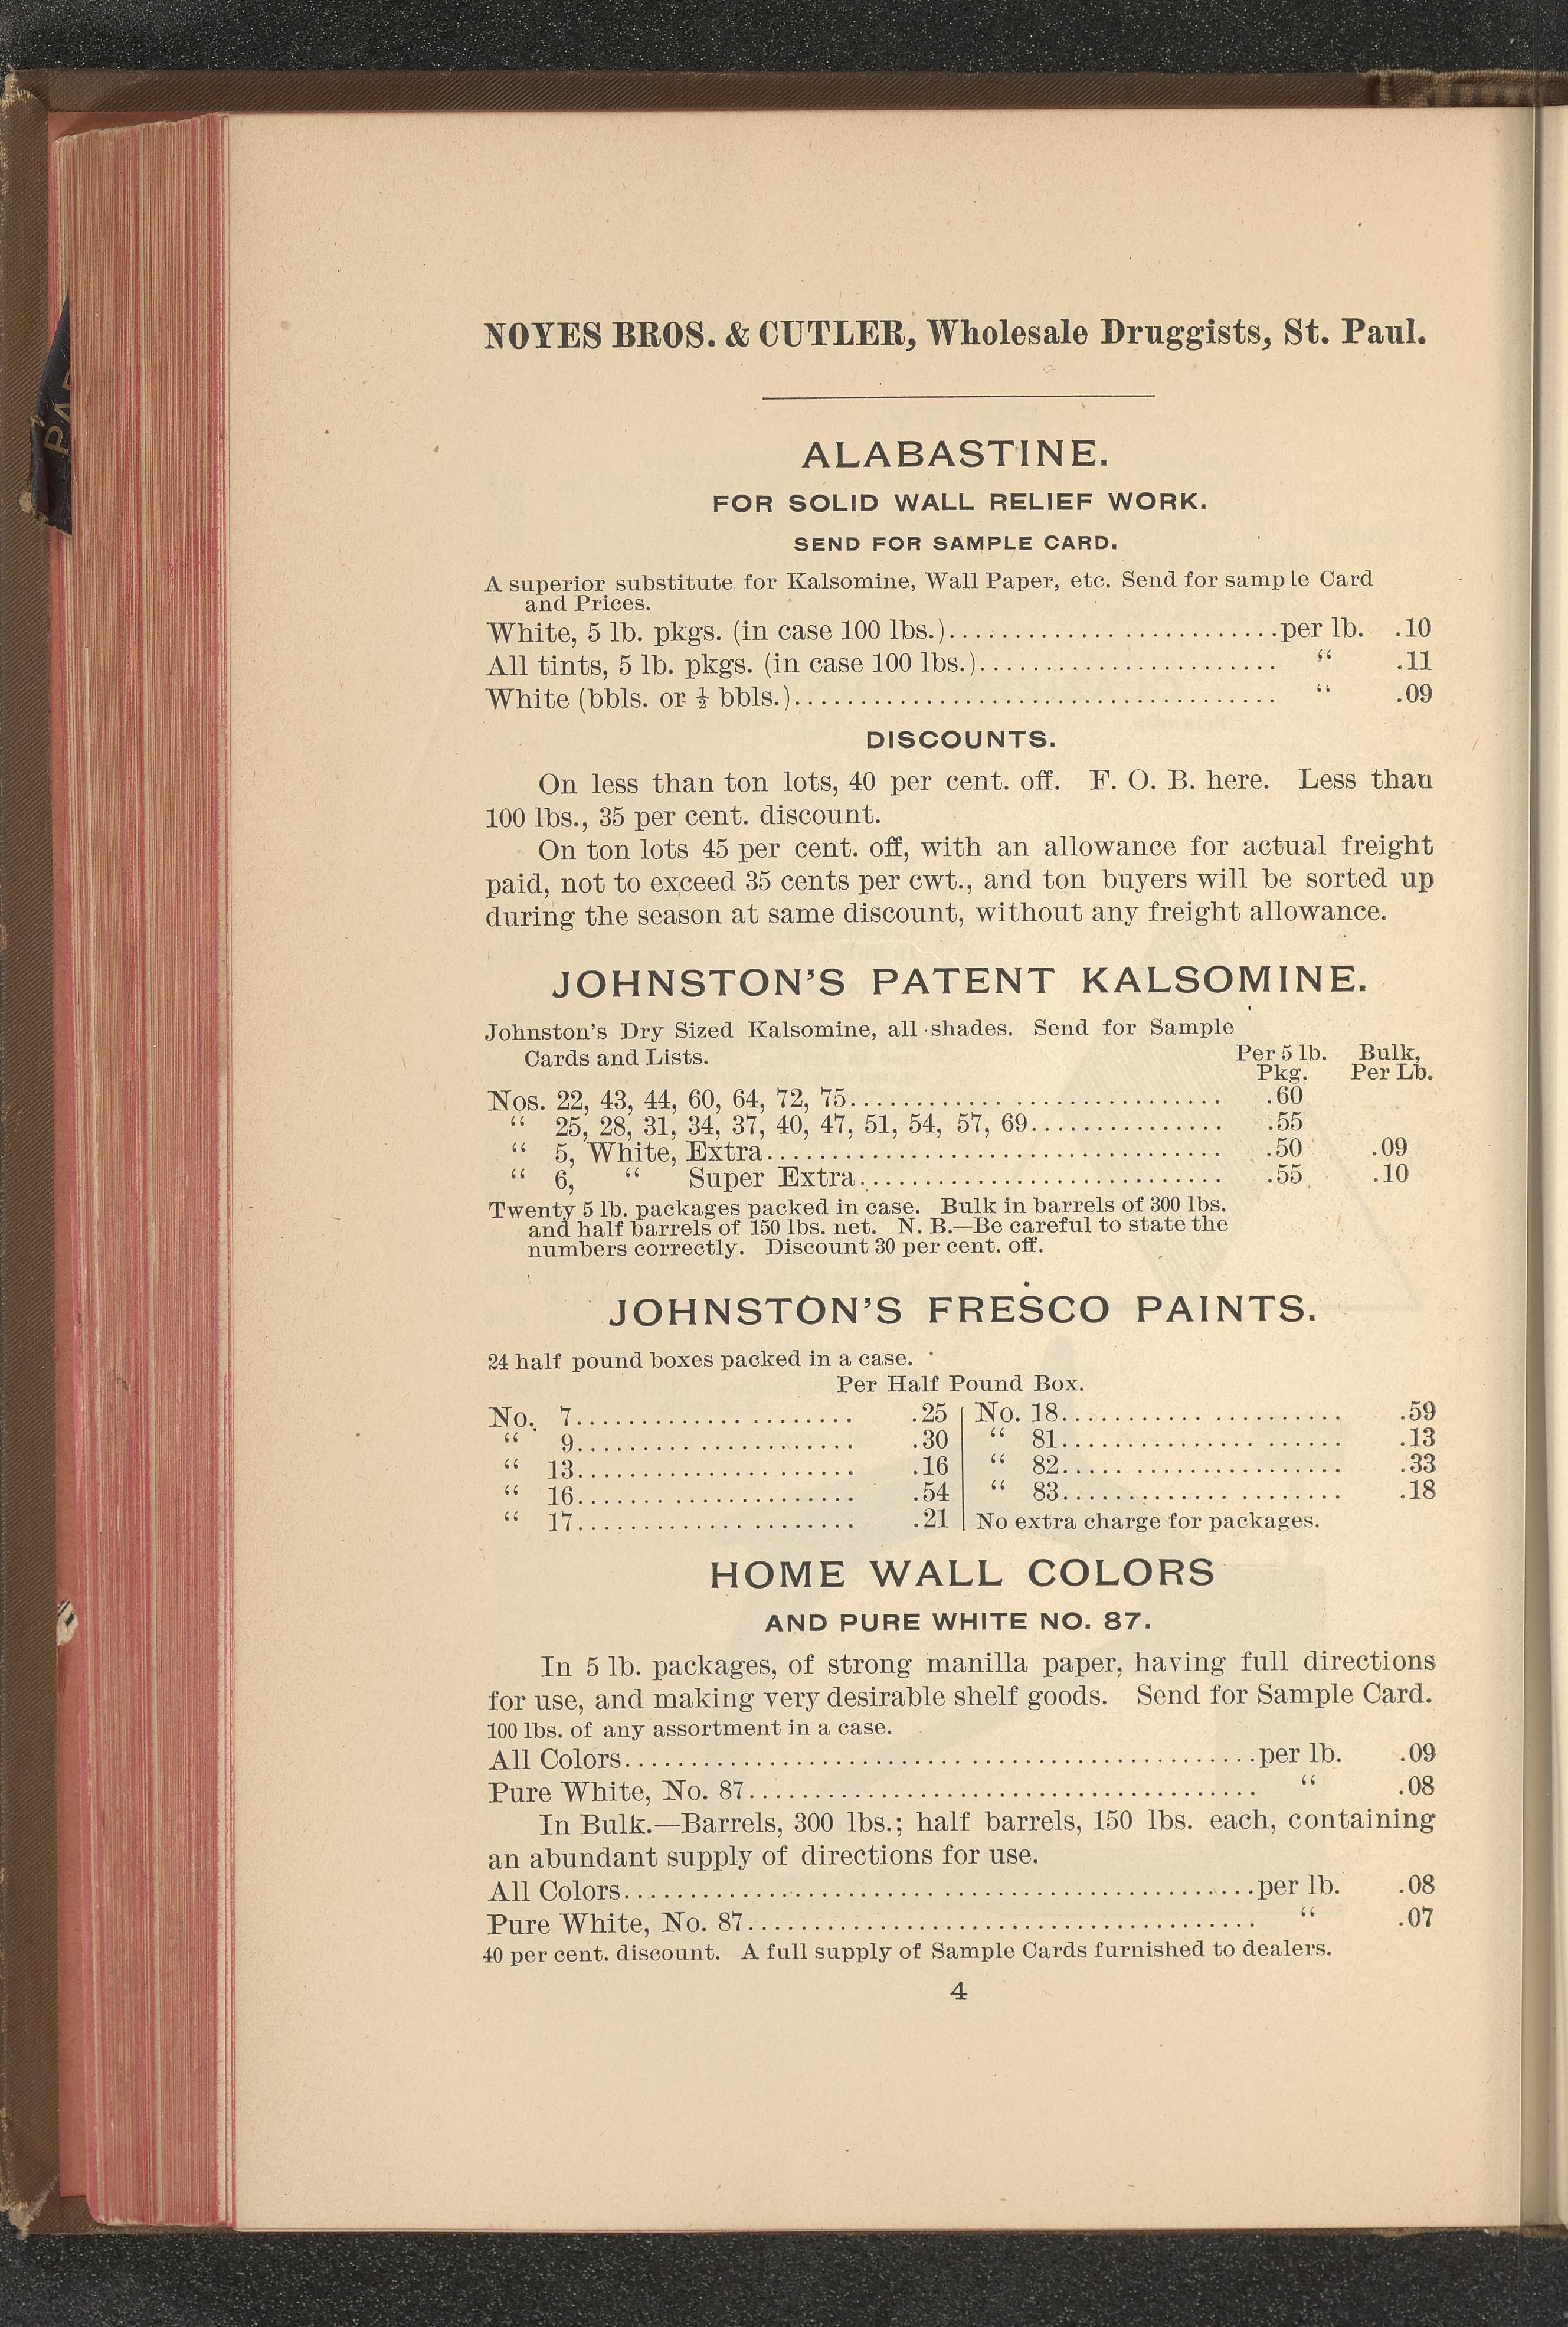 NOYES BROS. & CUTLER, Wholesale Druggists, St. Paul.
ALABASTINE.
FOR SOLID WALL RELIEF WORK.
SEND FOR SAMPLE CARD.
A superior substitute for Kalsomine, Wall Paper, etc. Send for sample Card
and Prices.
White, 5 lb. pkgs. (in case 100 lbs.).........................per lb. .10
All tints, 5 lb. pkgs. (in case 100 lbs.)....................... “ .11
White (bbls. or ½ bbls.)..................................... “ .09
DISCOUNTS.
On less than ton lots, 40 per cent. off. F. O. B. here. Less than
100 lbs., 35 per cent. discount.
On ton lots 45 per cent. off, with an allowance for actual freight
paid, not to exceed 35 cents per cwt., and ton buyers will be sorted up
during the season at same discount, without any freight allowance.
JOHNSTON’S PATENT KALSOMINE.
Johnston’s Dry Sized Kalsomine, all shades. Send for Sample
Cards and Lists. Per 5 lb. Bulk,
Pkg. Per Lb.
Nos. 22, 43, 44, 60, 64, 72, 75............................ .60
“ 25, 28, 31, 34, 37, 40, 47, 51, 54, 57, 69............... .55
“ 5, White, Extra................................... .50 .09
“ 6, “ Super Extra............................ .55 .10
Twenty 5 lb. packages packed in case. Bulk in barrels of 300 lbs.
and half barrels of 150 lbs. net. N. B.—Be careful to state the
numbers correctly. Discount 30 per cent. off.
JOHNSTON’S FRESCO PAINTS.
24 half pound boxes packed in a case.
Per Half Pound Box.
No. 7..................... .25 | No. 18...................... .59
“ 9..................... .30 | “ 81...................... .13
“ 13..................... .16 | “ 82...................... .33
“ 16..................... .54 | “ 83...................... .18
“ 17..................... .21 | No extra charge for packages.
HOME WALL COLORS
AND PURE WHITE NO. 87.
In 5 lb. packages, of strong manilla paper, having full directions
for use, and making very desirable shelf goods. Send for Sample Card.
100 lbs. of any assortment in a case.
All Colors................................................per lb. .09
Pure White, No. 87....................................... “ .08
In Bulk.—Barrels, 300 lbs.; half barrels, 150 lbs. each, containing
an abundant supply of directions for use.
All Colors................................................per lb. .08
Pure White, No. 87....................................... “ .07
40 per cent. discount. A full supply of Sample Cards furnished to dealers.
4